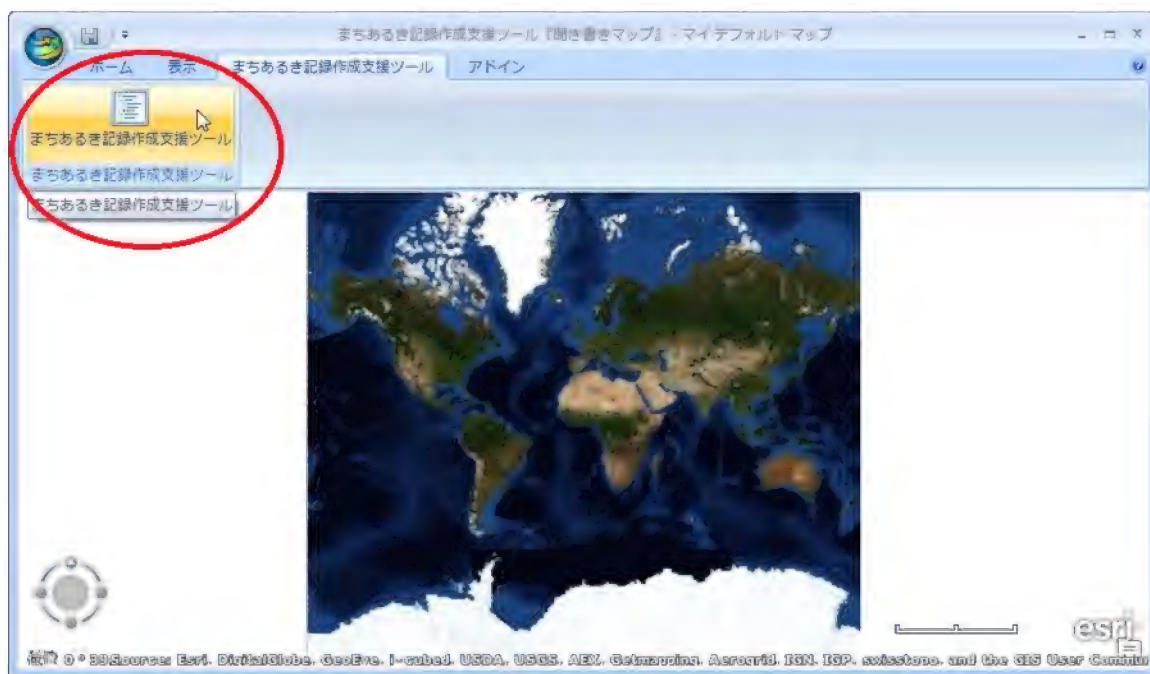 まちあるき記録作成支援ツール『聞き書きマップ』 - マイ デフォルト マップ
ホーム 表示 まちあるき記録作成支援ツール アドイン
まちあるき記録作成支援ツール
まちあるき記録作成支援ツール
まちあるき記録作成支援ツール
esri
Source: Esri, DigitalGlobe, GeoEye, i-cubed, USDA, USGS, AEX, Getmapping, Aerogrid, IGN, IGP, swisstopo, and the GIS User Commun